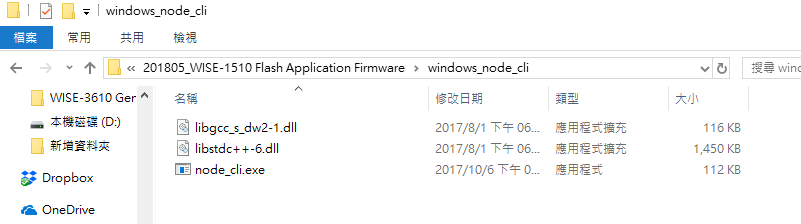 windows_node_cli
檔案 常用 共用 檢視
« 201805_WISE-1510 Flash Application Firmware › windows_node_cli 搜尋 wind
WISE-3610 Gen
本機磁碟 (D:)
新增資料夾
Dropbox
OneDrive
名稱 修改日期 類型 大小
libgcc_s_dw2-1.dll 2017/8/1 下午 06... 應用程式擴充 116 KB
libstdc++-6.dll 2017/8/1 下午 06... 應用程式擴充 1,450 KB
node_cli.exe 2017/10/6 下午 0... 應用程式 112 KB